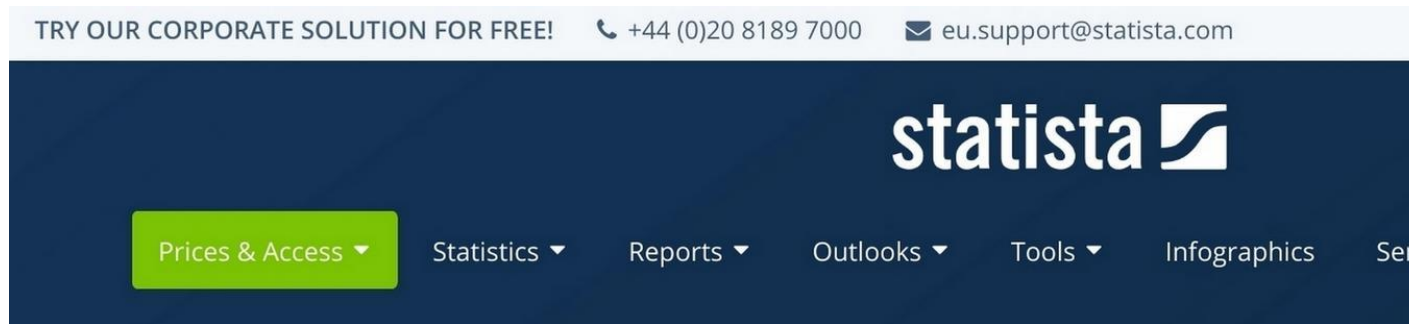 TRY OUR CORPORATE SOLUTION FOR FREE! +44 (0)20 8189 7000 eu.support@statista.com
statista
Prices & Access Statistics Reports Outlooks Tools Infographics